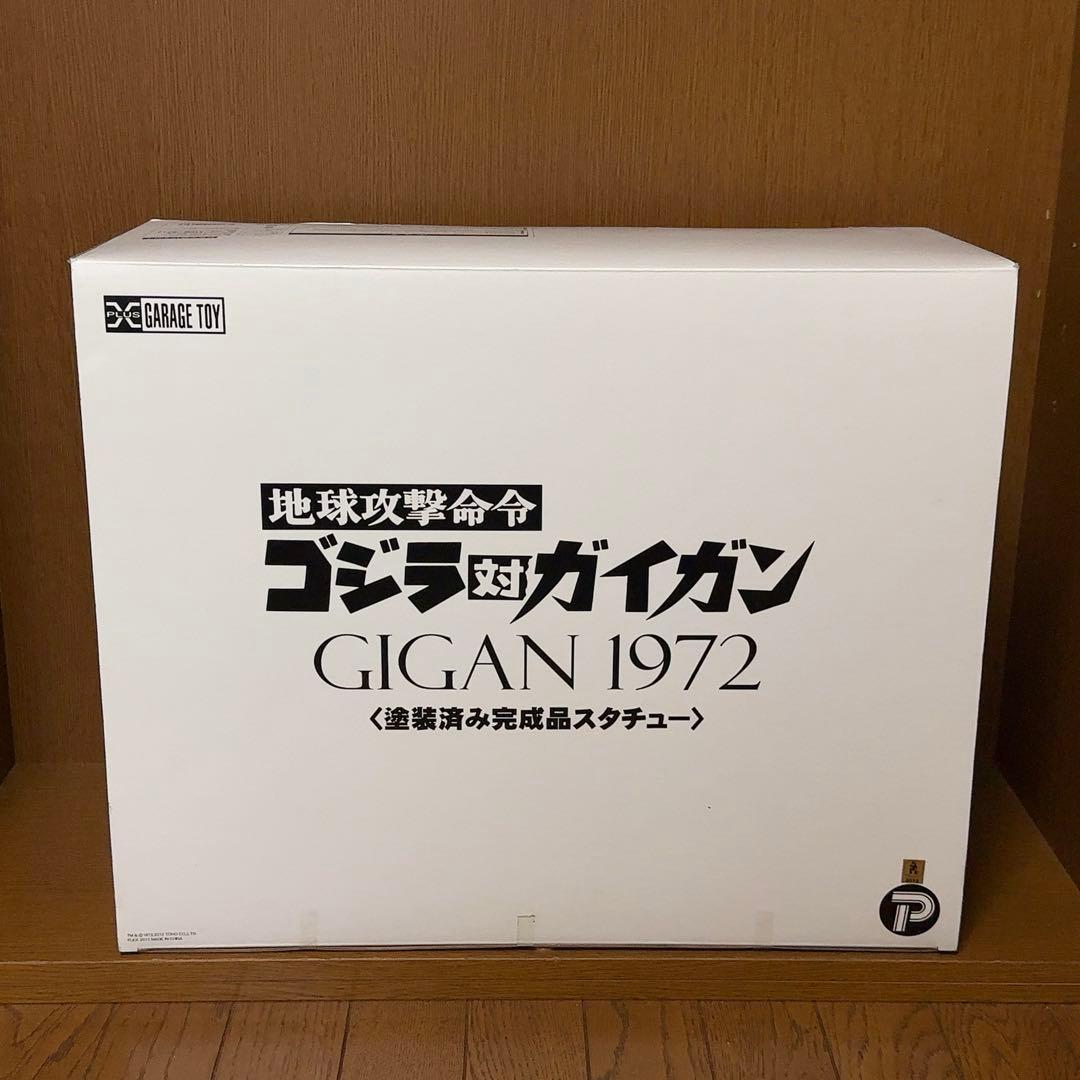 PLUS GARAGE TOY
地球攻撃命令
ゴジラ対ガイガン
GIGAN 1972
〈塗装済み完成品スタチュー〉